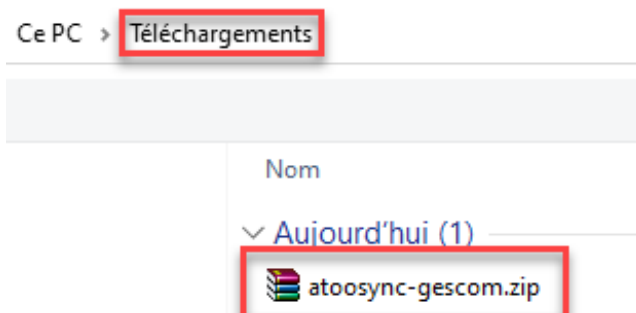 Ce PC > Téléchargements
Nom
Aujourd'hui (1)
atoosync-gescom.zip